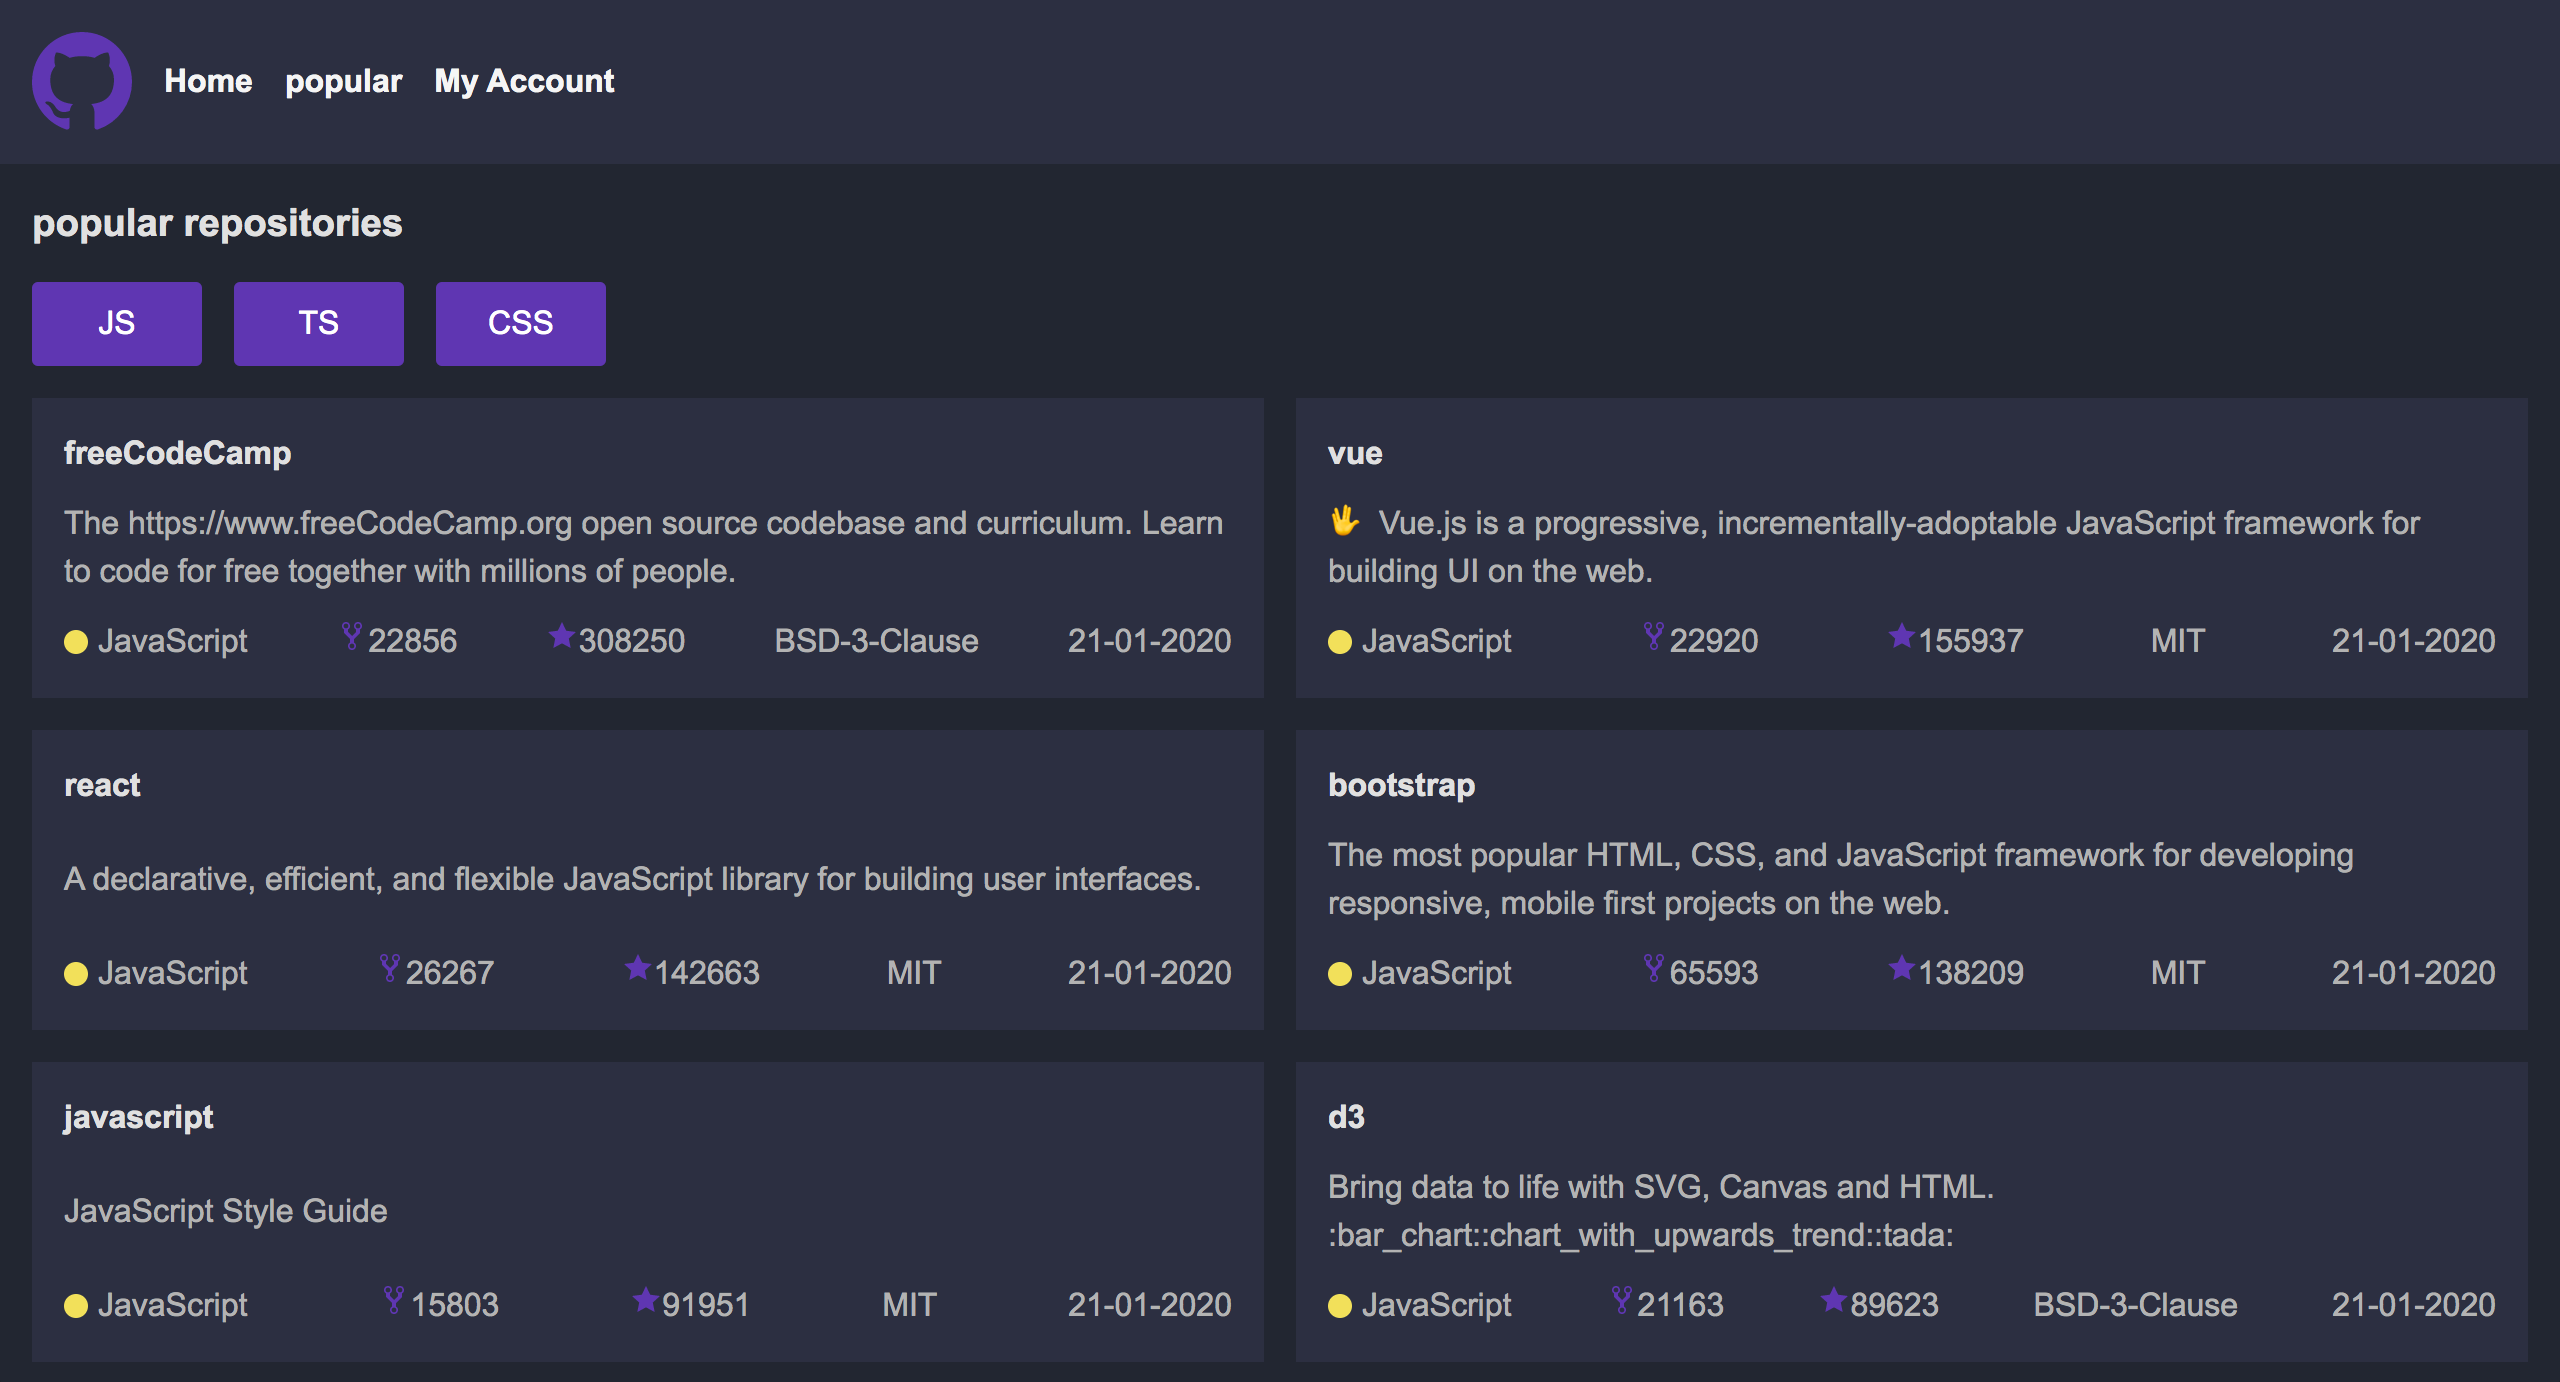 Home popular My Account
popular repositories
JS TS CSS
freeCodeCamp
The https://www.freeCodeCamp.org open source codebase and curriculum. Learn
to code for free together with millions of people.
JavaScript 22856 308250 BSD-3-Clause 21-01-2020
vue
🖖 Vue.js is a progressive, incrementally-adoptable JavaScript framework for
building UI on the web.
JavaScript 22920 155937 MIT 21-01-2020
react
A declarative, efficient, and flexible JavaScript library for building user interfaces.
JavaScript 26267 142663 MIT 21-01-2020
bootstrap
The most popular HTML, CSS, and JavaScript framework for developing
responsive, mobile first projects on the web.
JavaScript 65593 138209 MIT 21-01-2020
javascript
JavaScript Style Guide
JavaScript 15803 91951 MIT 21-01-2020
d3
Bring data to life with SVG, Canvas and HTML.
:bar_chart::chart_with_upwards_trend::tada:
JavaScript 21163 89623 BSD-3-Clause 21-01-2020